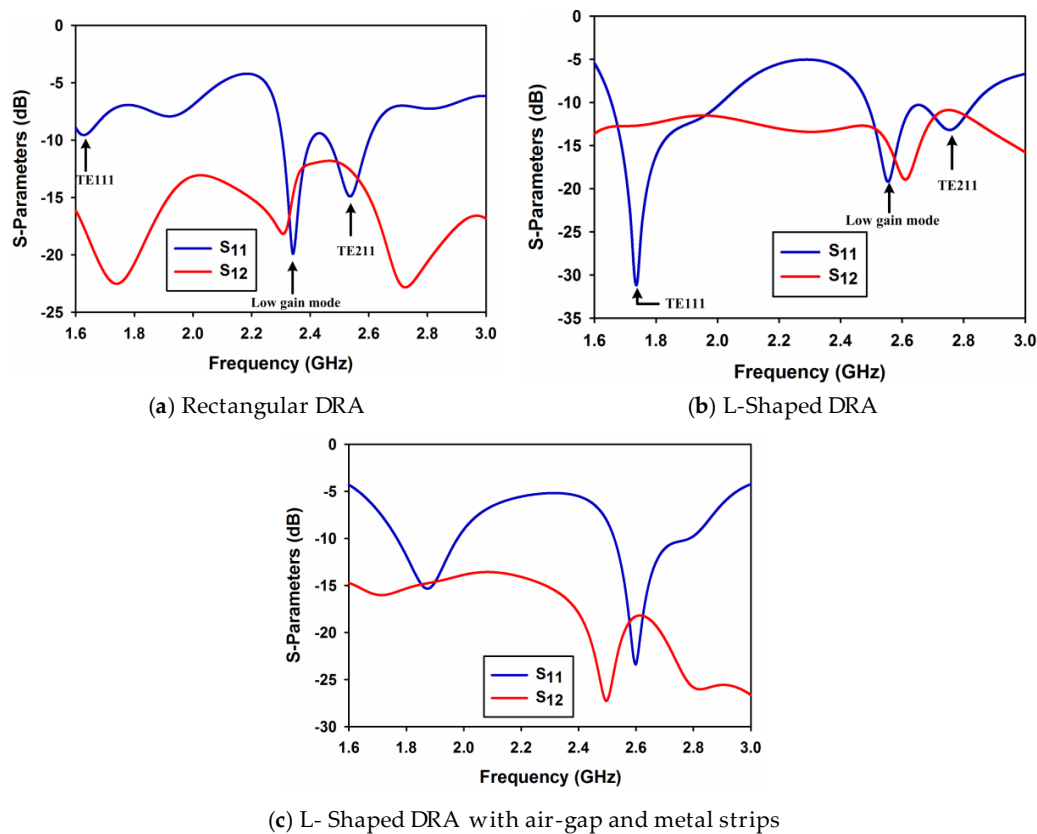 0
-5
-10
-15
-20
-25
S-Parameters (dB)
TE111
TE211
Low gain mode
S11
S12
1.6 1.8 2.0 2.2 2.4 2.6 2.8 3.0
Frequency (GHz)
(a) Rectangular DRA
0
-5
-10
-15
-20
-25
-30
-35
S-Parameters (dB)
TE211
Low gain mode
S11
S12
TE111
1.6 1.8 2.0 2.2 2.4 2.6 2.8 3.0
Frequency (GHz)
(b) L-Shaped DRA
0
-5
-10
-15
-20
-25
-30
S-Parameters (dB)
S11
S12
1.6 1.8 2.0 2.2 2.4 2.6 2.8 3.0
Frequency (GHz)
(c) L- Shaped DRA with air-gap and metal strips